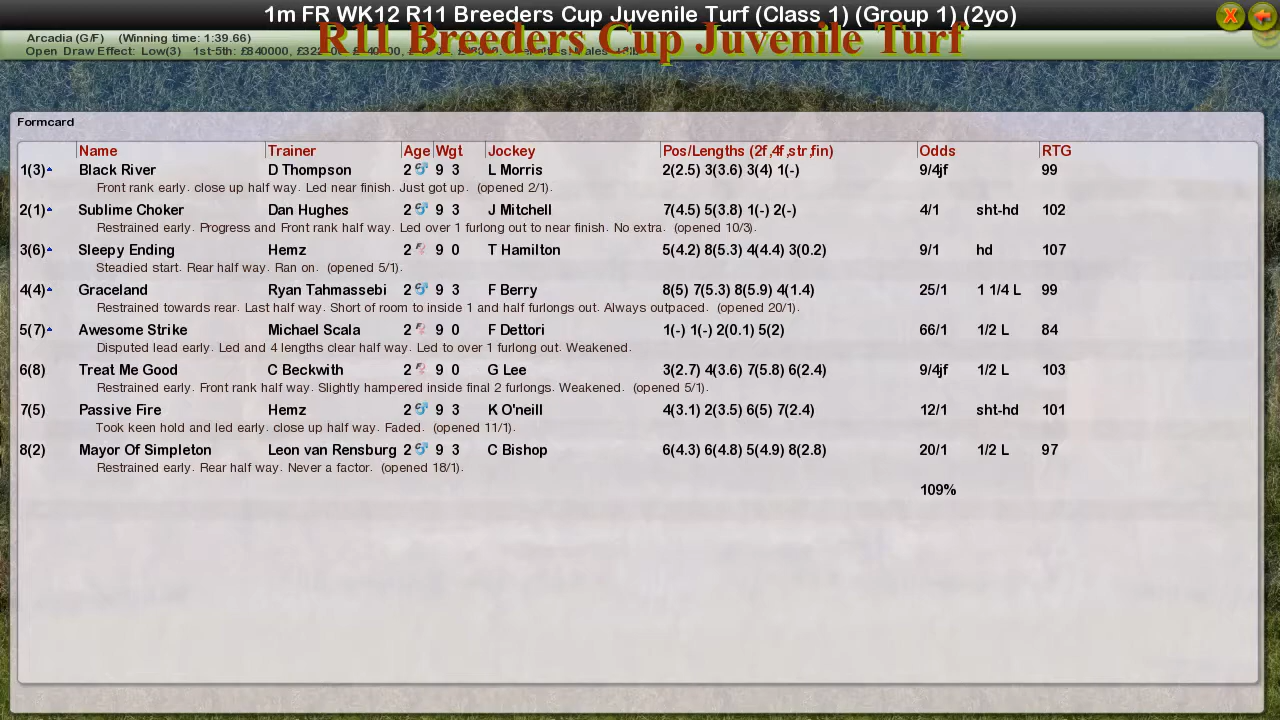 1m FR WK12 R11 Breeders Cup Juvenile Turf (Class 1) (Group 1) (2yo)
R11 Breeders Cup Juvenile Turf
Arcadia (G/F) (Winning time: 1:39.66)
Open Draw Effect: Low(3) 1st-5th: £840000,
Formcard
Name Trainer Age Wgt Jockey Pos/Lengths (2f,4f,str,fin) Odds RTG
1(3) Black River D Thompson 2 9 3 L Morris 2(2.5) 3(3.6) 3(4) 1(-) 9/4jf 99
Front rank early. close up half way. Led near finish. Just got up. (opened 2/1).
2(1) Sublime Choker Dan Hughes 2 9 3 J Mitchell 7(4.5) 5(3.8) 1(-) 2(-) 4/1 sht-hd 102
Restrained early. Progress and Front rank half way. Led over 1 furlong out to near finish. No extra. (opened 10/3).
3(6) Sleepy Ending Hemz 2 9 0 T Hamilton 5(4.2) 8(5.3) 4(4.4) 3(0.2) 9/1 hd 107
Steadied start. Rear half way. Ran on. (opened 5/1).
4(4) Graceland Ryan Tahmassebi 2 9 3 F Berry 8(5) 7(5.3) 8(5.9) 4(1.4) 25/1 1 1/4 L 99
Restrained towards rear. Last half way. Short of room to inside 1 and half furlongs out. Always outpaced. (opened 20/1).
5(7) Awesome Strike Michael Scala 2 9 0 F Dettori 1(-) 1(-) 2(0.1) 5(2) 66/1 1/2 L 84
Disputed lead early. Led and 4 lengths clear half way. Led to over 1 furlong out. Weakened.
6(8) Treat Me Good C Beckwith 2 9 0 G Lee 3(2.7) 4(3.6) 7(5.8) 6(2.4) 9/4jf 1/2 L 103
Restrained early. Front rank half way. Slightly hampered inside final 2 furlongs. Weakened. (opened 5/1).
7(5) Passive Fire Hemz 2 9 3 K O'neill 4(3.1) 2(3.5) 6(5) 7(2.4) 12/1 sht-hd 101
Took keen hold and led early. close up half way. Faded. (opened 11/1).
8(2) Mayor Of Simpleton Leon van Rensburg 2 9 3 C Bishop 6(4.3) 6(4.8) 5(4.9) 8(2.8) 20/1 1/2 L 97
Restrained early. Rear half way. Never a factor. (opened 18/1).
109%